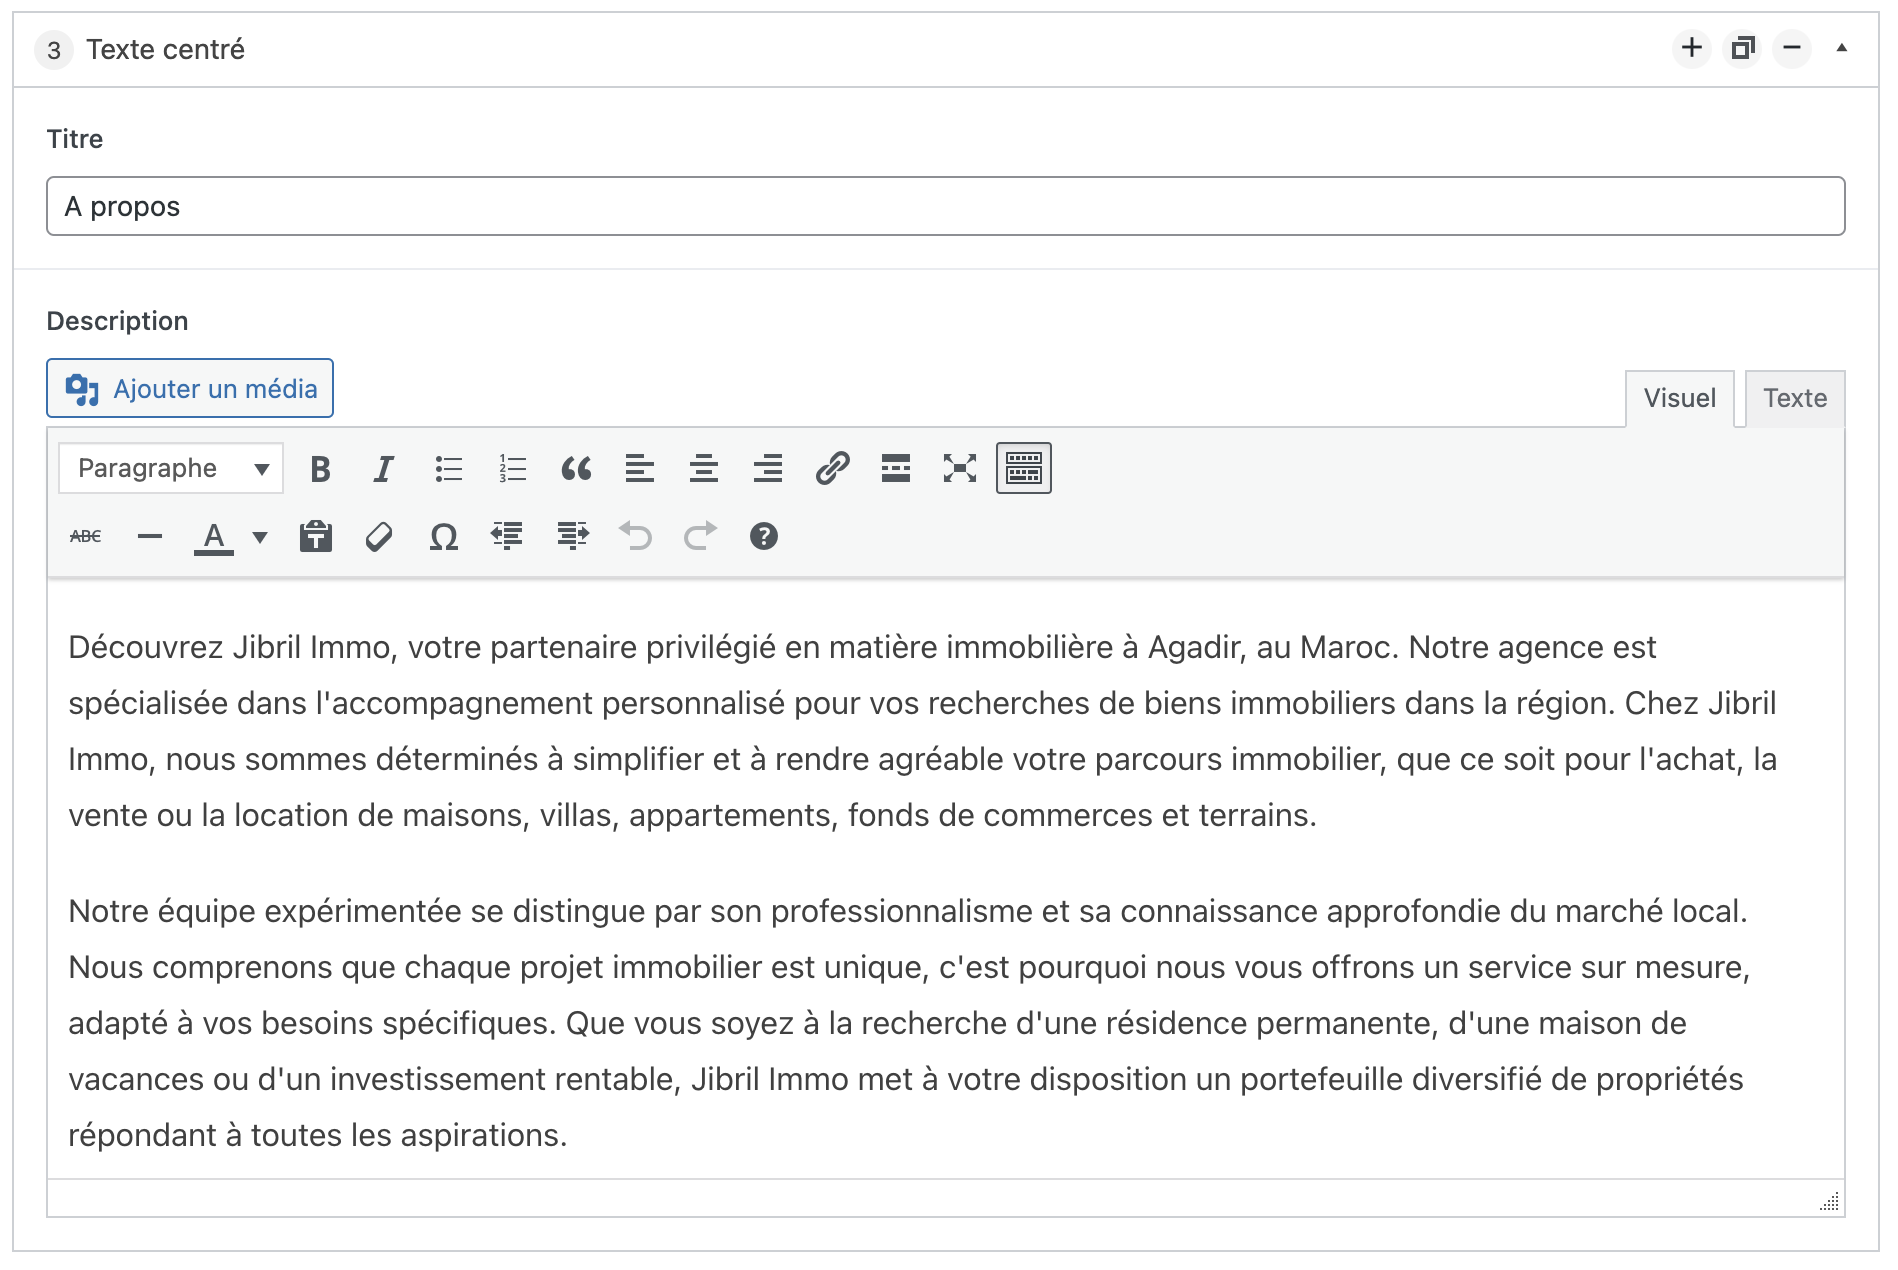 3 Texte centré
Titre
A propos
Description
Ajouter un média
Visuel Texte
Paragraphe B I
ABC A Ω ?
Découvrez Jibril Immo, votre partenaire privilégié en matière immobilière à Agadir, au Maroc. Notre agence est
spécialisée dans l'accompagnement personnalisé pour vos recherches de biens immobiliers dans la région. Chez Jibril
Immo, nous sommes déterminés à simplifier et à rendre agréable votre parcours immobilier, que ce soit pour l'achat, la
vente ou la location de maisons, villas, appartements, fonds de commerces et terrains.
Notre équipe expérimentée se distingue par son professionnalisme et sa connaissance approfondie du marché local.
Nous comprenons que chaque projet immobilier est unique, c'est pourquoi nous vous offrons un service sur mesure,
adapté à vos besoins spécifiques. Que vous soyez à la recherche d'une résidence permanente, d'une maison de
vacances ou d'un investissement rentable, Jibril Immo met à votre disposition un portefeuille diversifié de propriétés
répondant à toutes les aspirations.